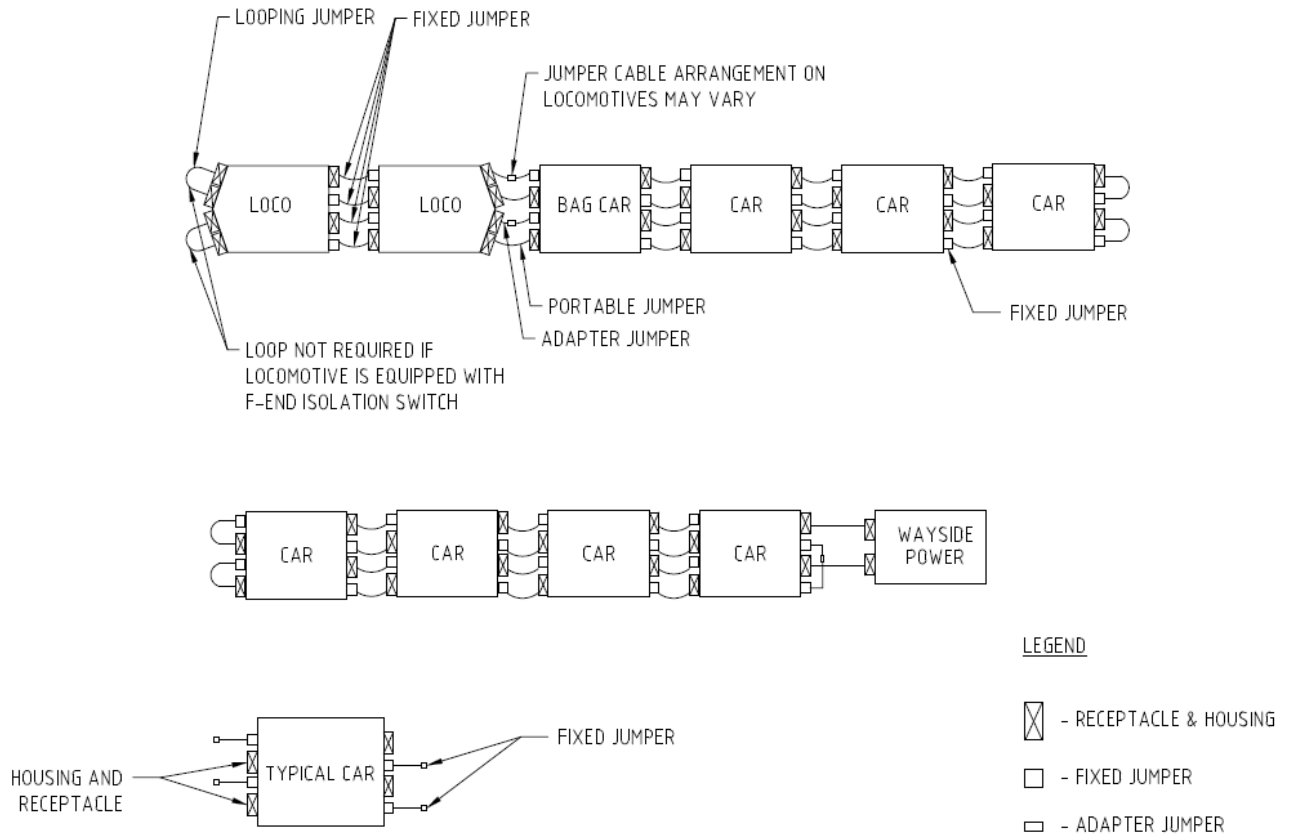 LOOPING JUMPER
FIXED JUMPER
JUMPER CABLE ARRANGEMENT ON
LOCOMOTIVES MAY VARY
LOCO
LOCO
BAG CAR
CAR
CAR
CAR
PORTABLE JUMPER
ADAPTER JUMPER
FIXED JUMPER
LOOP NOT REQUIRED IF
LOCOMOTIVE IS EQUIPPED WITH
F-END ISOLATION SWITCH
CAR
CAR
CAR
CAR
WAYSIDE
POWER
LEGEND
- RECEPTACLE & HOUSING
- FIXED JUMPER
- ADAPTER JUMPER
FIXED JUMPER
TYPICAL CAR
HOUSING AND
RECEPTACLE